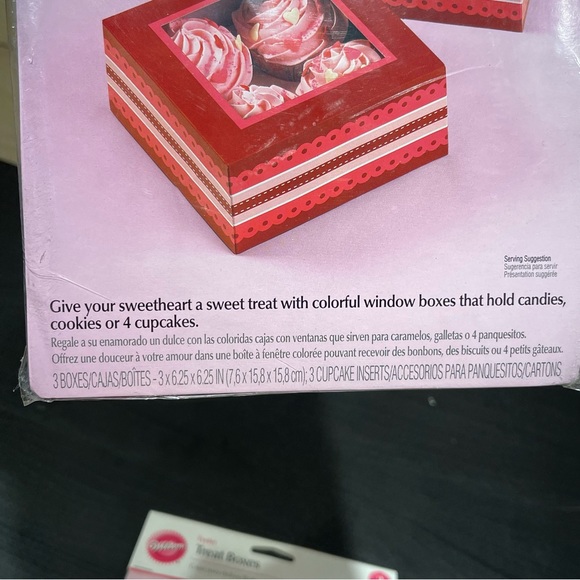 Serving Suggestion
Sugerencia para servir
Présentation suggérée
Give your sweetheart a sweet treat with colorful window boxes that hold candies,
cookies or 4 cupcakes.
Regale a su enamorado un dulce con las coloridas cajas con ventanas que sirven para caramelos, galletas o 4 panquesitos.
Offrez une douceur à votre amour dans une boîte à fenêtre colorée pouvant recevoir des bonbons, des biscuits ou 4 petits gâteaux.
3 BOXES/CAJAS/BOÎTES - 3 x 6.25 x 6.25 IN (7,6 x 15,8 x 15,8 cm); 3 CUPCAKE INSERTS/ACCESORIOS PARA PANQUESITOS/CARTONS
Wilton
Treat Boxes